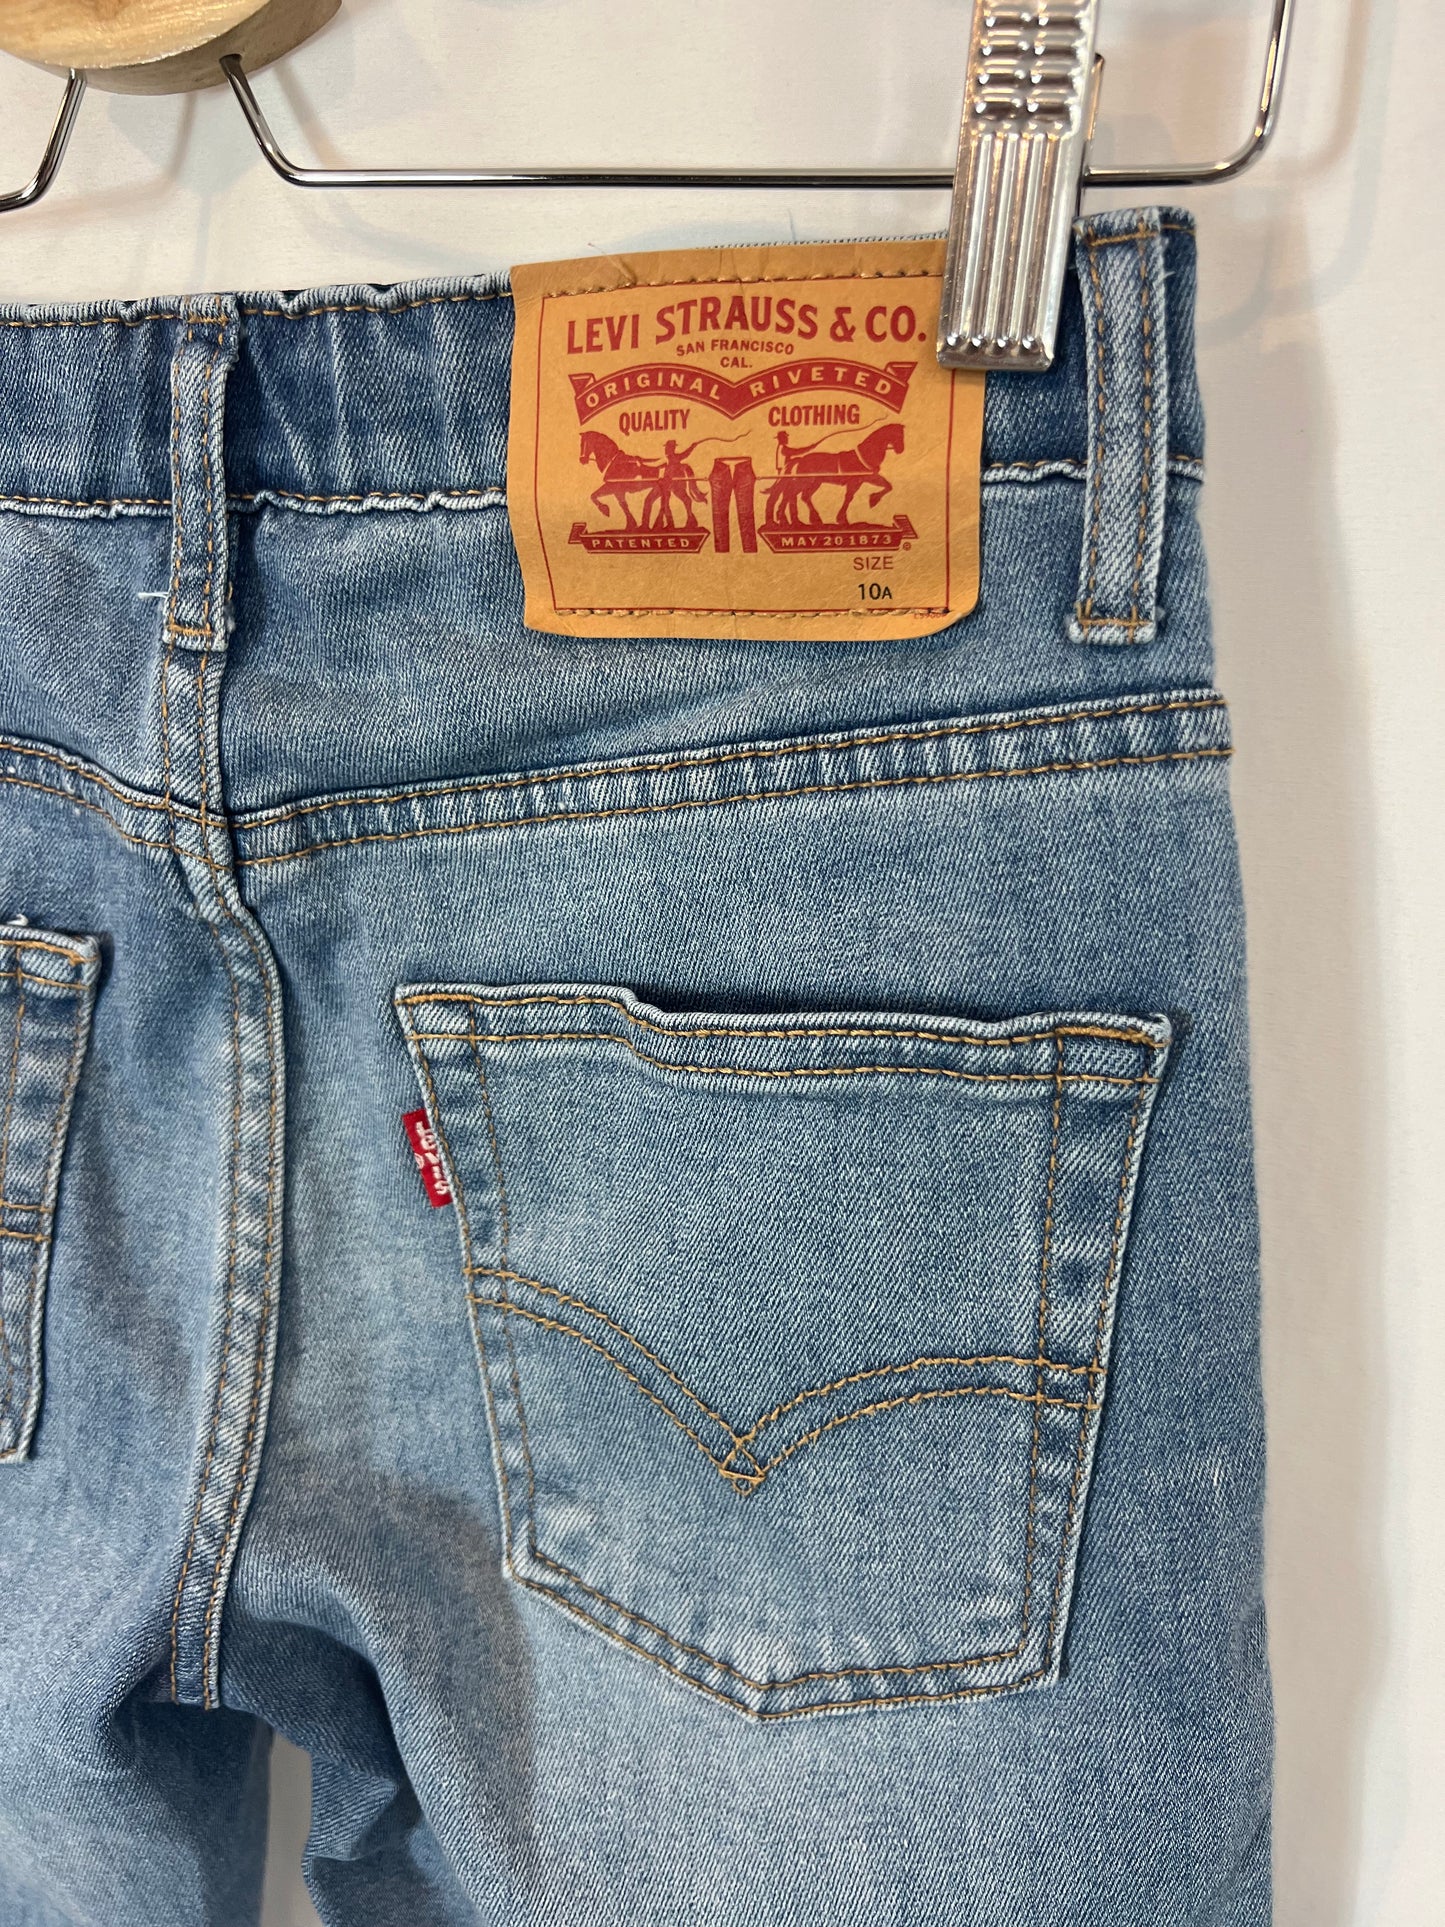 LEVI STRAUSS & CO.
SAN FRANCISCO
CAL.
ORIGINAL RIVETED
QUALITY CLOTHING
PATENTED MAY 20 1873 ®
SIZE
10A
LEVI'S